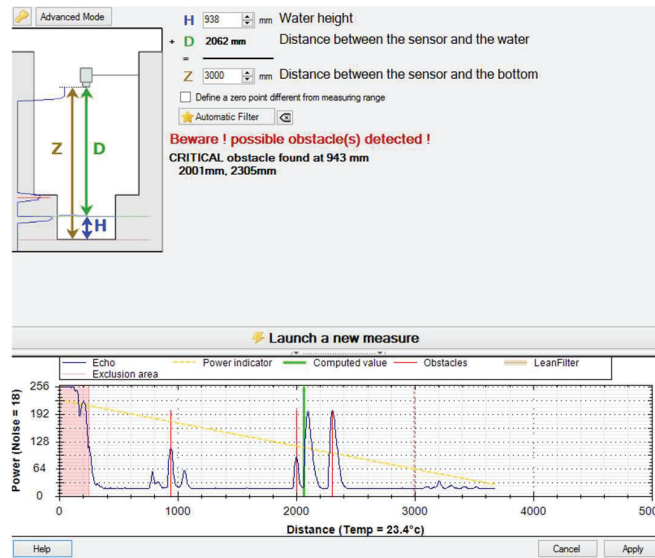 Advanced Mode
H 938 mm Water height
+ D 2062 mm Distance between the sensor and the water
=
Z 3000 mm Distance between the sensor and the bottom
Define a zero point different from measuring range
Automatic Filter
Beware ! possible obstacle(s) detected !
CRITICAL obstacle found at 943 mm
2001mm, 2305mm
Z D
H
Launch a new measure
Echo Power indicator Computed value Obstacles LeanFilter
Exclusion area
Power (Noise = 18)
256
192
128
64
0
0 1000 2000 3000 4000 500
Distance (Temp = 23.4°c)
Help Cancel Apply